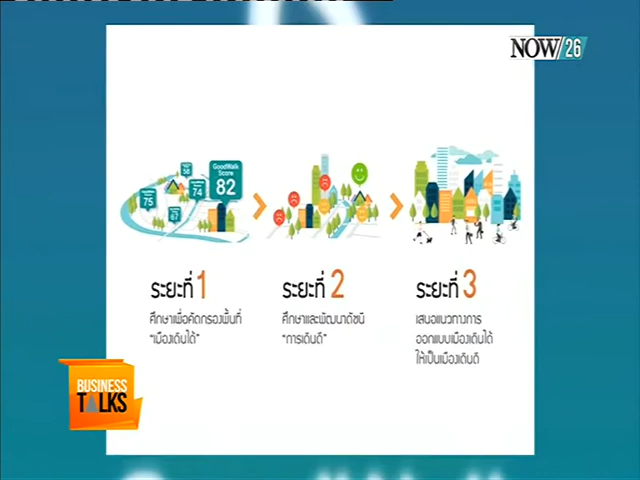 NOW/26
GoodWalk
Score
82
58
74
75
67
ระยะที่ 1
ศึกษาเพื่อคัดกรองพื้นที่
"เมืองเดินได้"
ระยะที่ 2
ศึกษาและพัฒนาดัชนี
"การเดินดี"
ระยะที่ 3
เสนอแนวทางการ
ออกแบบเมืองเดินได้
ให้เป็นเมืองเดินดี
BUSINESS
TALKS